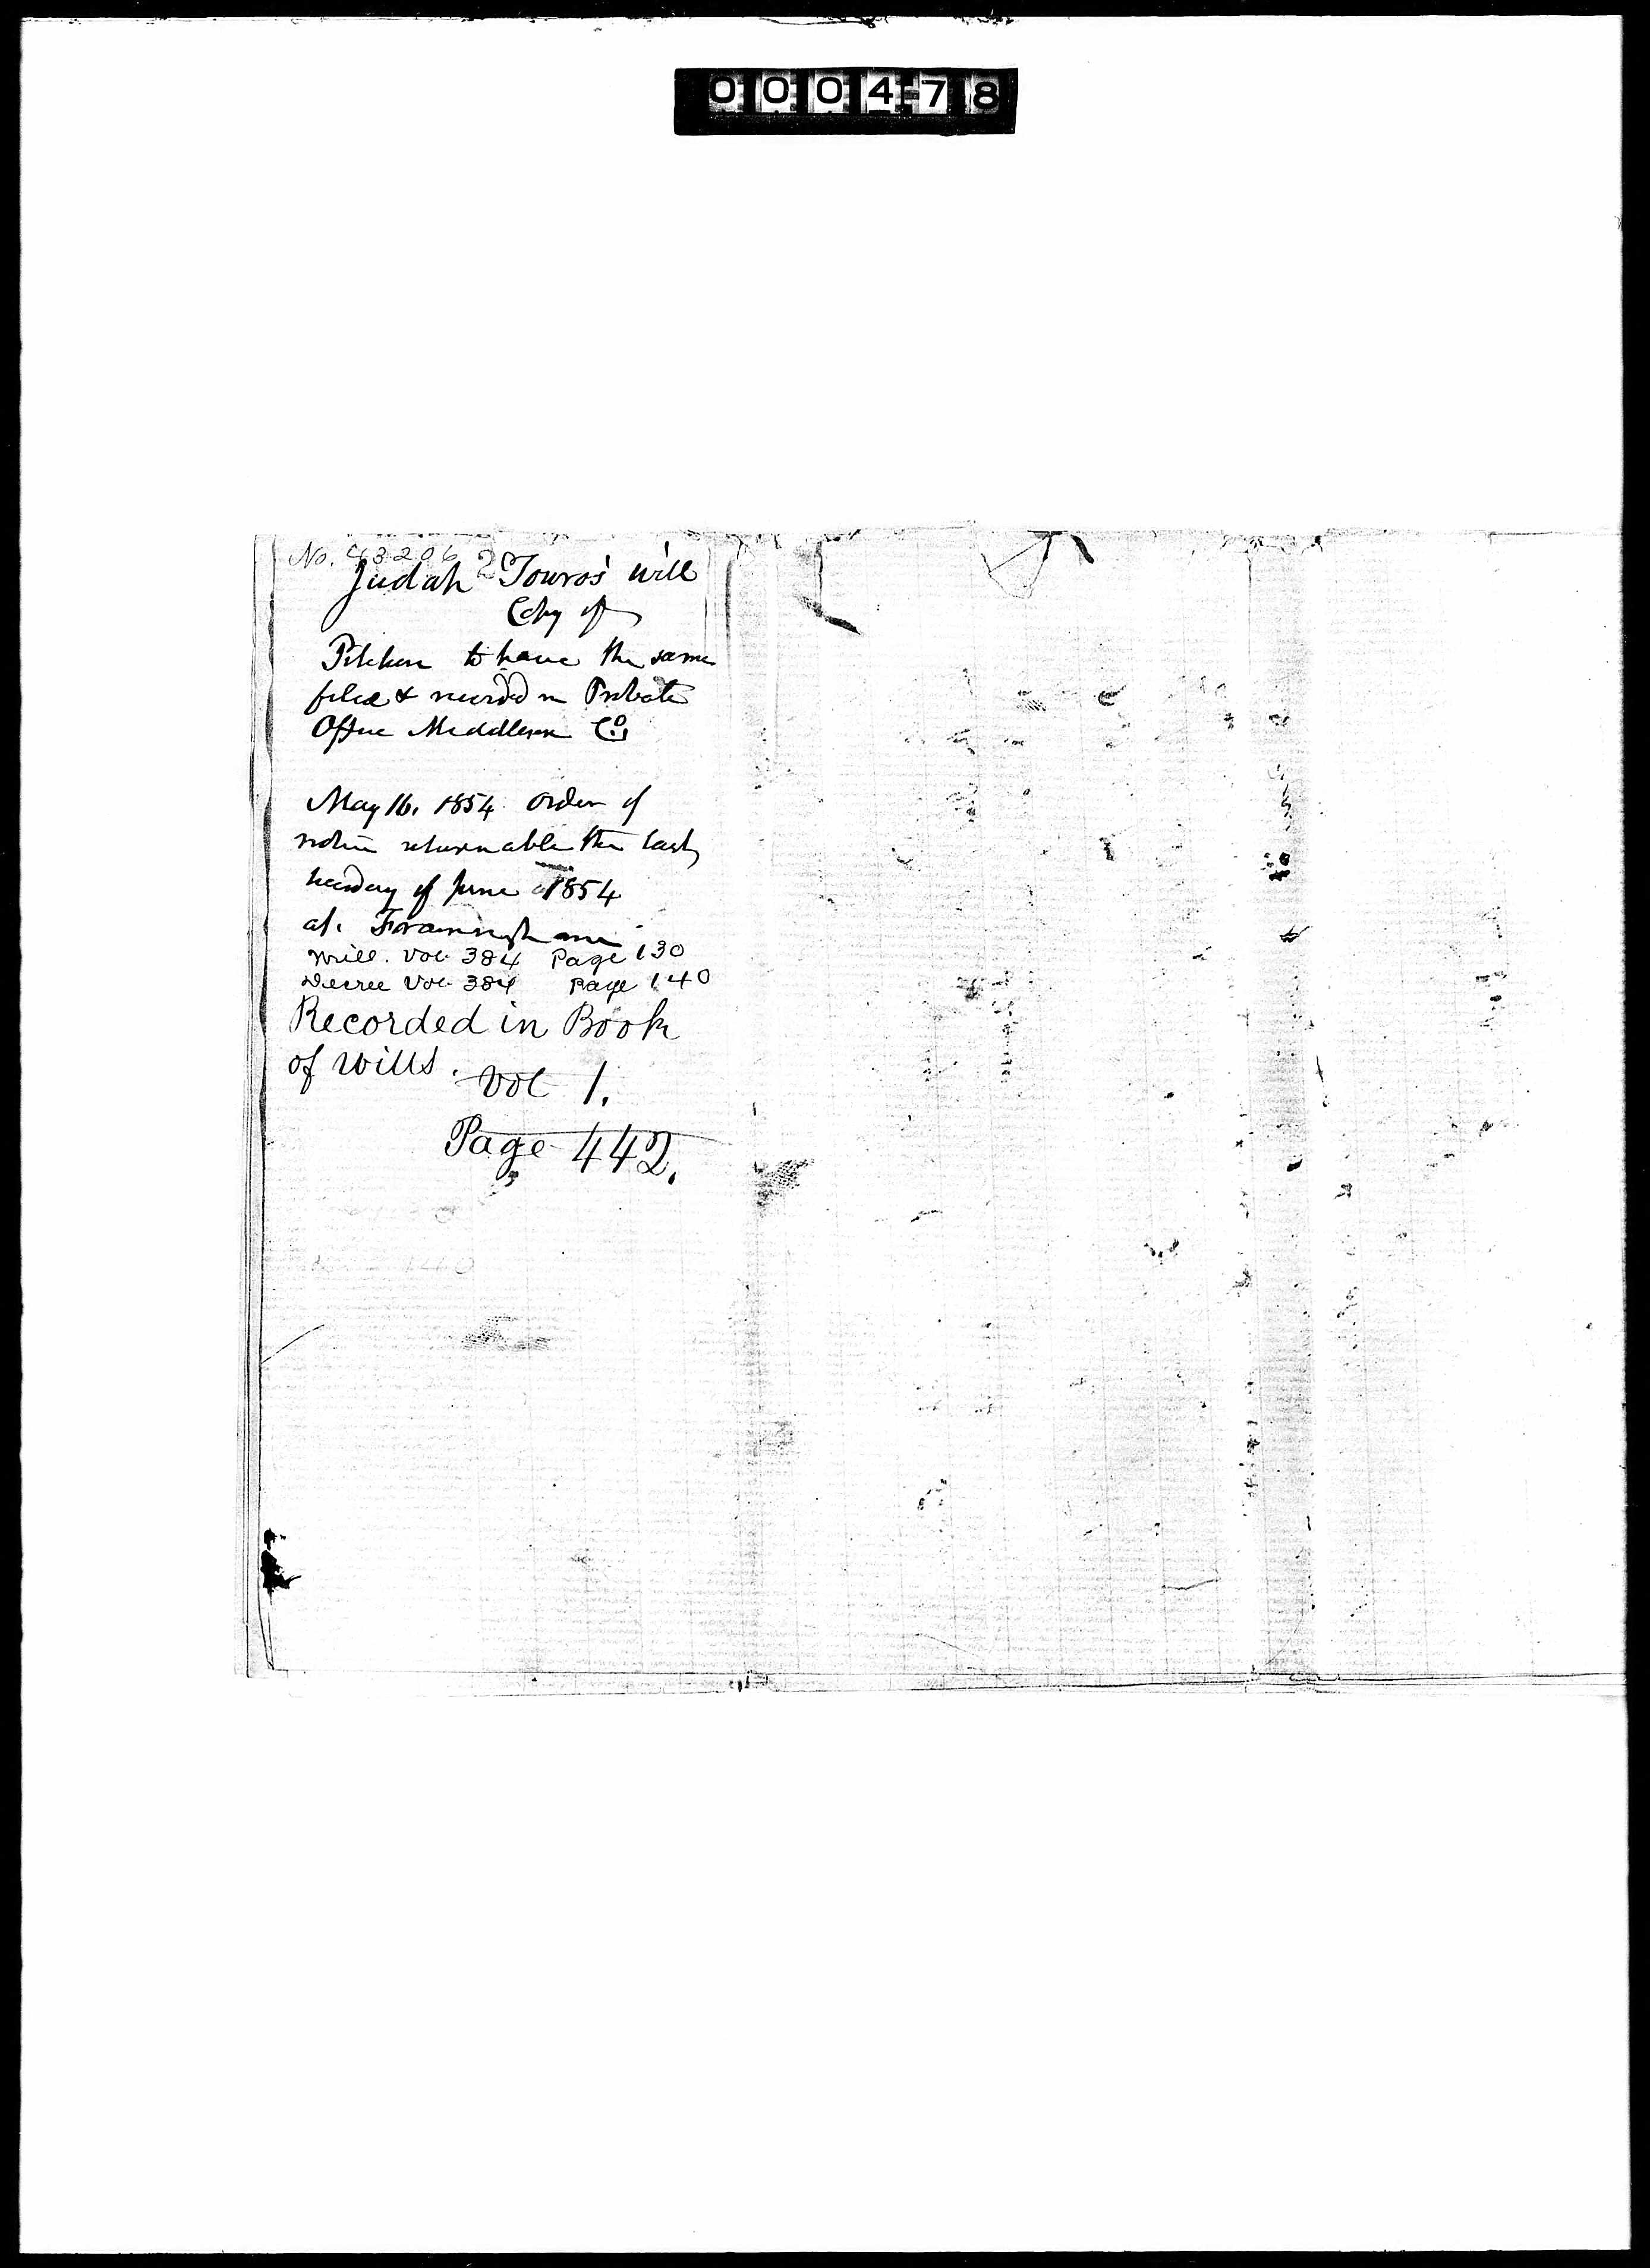 000478
No. 43206
Judah Touro's will
Copy of
Petition to have the same
filed & recorded in Probate
Office Middlesex Co.
May 16. 1854. Order of
notice returnable the last
tuesday of June 1854
at. Framingham
Will. Vol. 384 Page 130
Decree Vol. 384 Page 140
Recorded in Book
of Wills.
Vol 1.
Page 442.